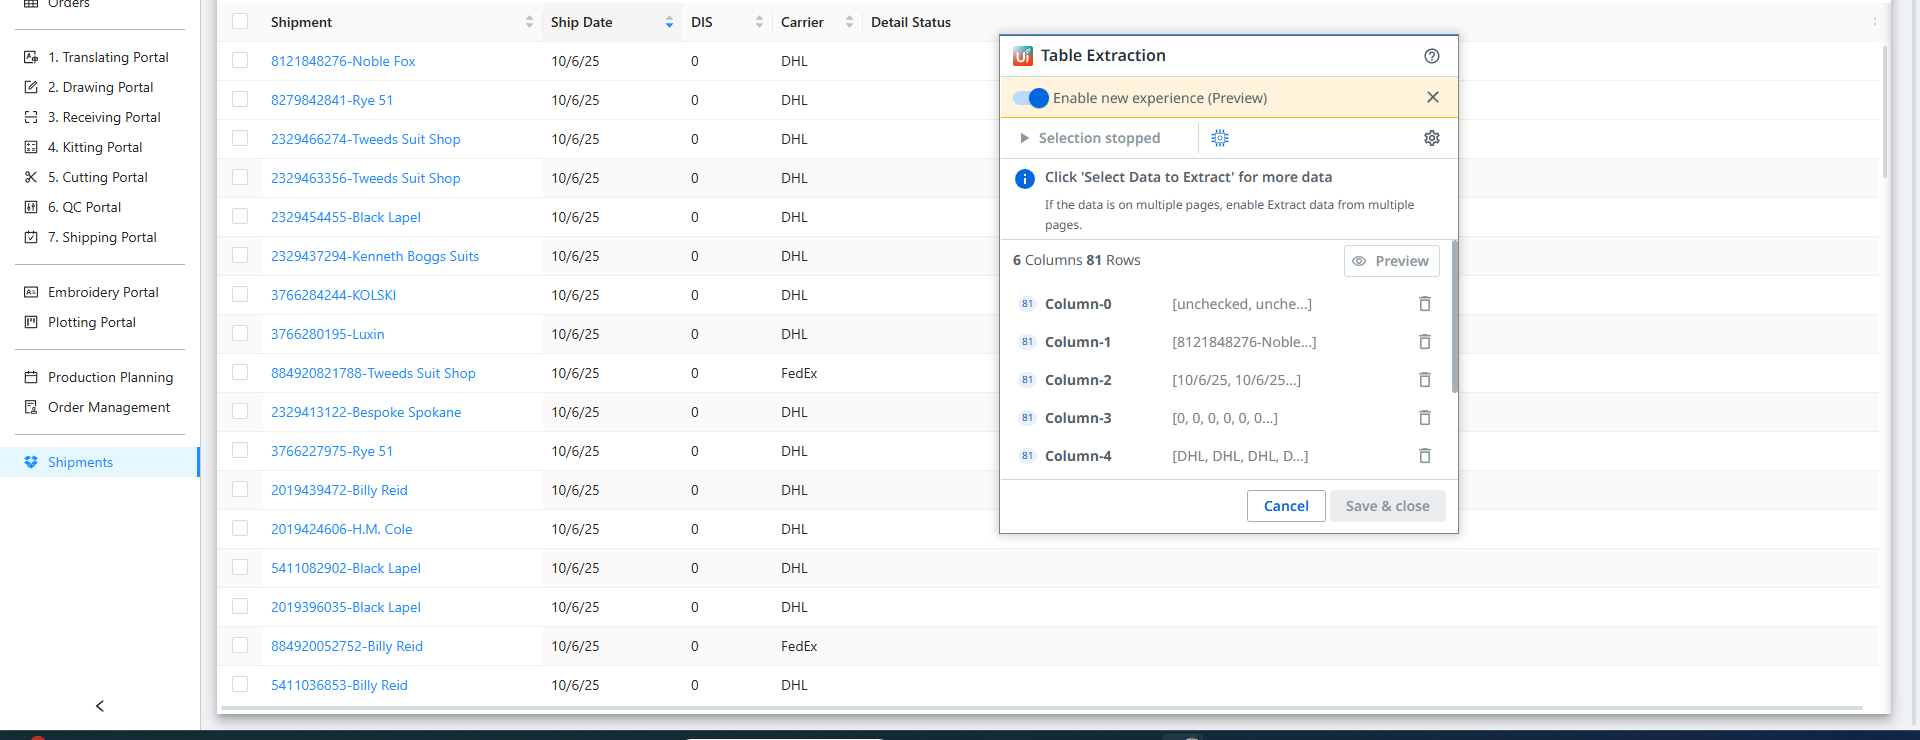 Orders
1. Translating Portal
2. Drawing Portal
3. Receiving Portal
4. Kitting Portal
5. Cutting Portal
6. QC Portal
7. Shipping Portal
Embroidery Portal
Plotting Portal
Production Planning
Order Management
Shipments
Shipment Ship Date DIS Carrier Detail Status
8121848276-Noble Fox 10/6/25 0 DHL
8279842841-Rye 51 10/6/25 0 DHL
2329466274-Tweeds Suit Shop 10/6/25 0 DHL
2329463356-Tweeds Suit Shop 10/6/25 0 DHL
2329454455-Black Lapel 10/6/25 0 DHL
2329437294-Kenneth Boggs Suits 10/6/25 0 DHL
3766284244-KOLSKI 10/6/25 0 DHL
3766280195-Luxin 10/6/25 0 DHL
884920821788-Tweeds Suit Shop 10/6/25 0 FedEx
2329413122-Bespoke Spokane 10/6/25 0 DHL
3766227975-Rye 51 10/6/25 0 DHL
2019439472-Billy Reid 10/6/25 0 DHL
2019424606-H.M. Cole 10/6/25 0 DHL
5411082902-Black Lapel 10/6/25 0 DHL
2019396035-Black Lapel 10/6/25 0 DHL
884920052752-Billy Reid 10/6/25 0 FedEx
5411036853-Billy Reid 10/6/25 0 DHL
Ui Table Extraction
Enable new experience (Preview)
Selection stopped
Click 'Select Data to Extract' for more data
If the data is on multiple pages, enable Extract data from multiple
pages.
6 Columns 81 Rows Preview
81 Column-0 [unchecked, unche...]
81 Column-1 [8121848276-Noble...]
81 Column-2 [10/6/25, 10/6/25...]
81 Column-3 [0, 0, 0, 0, 0, 0...]
81 Column-4 [DHL, DHL, DHL, D...]
Cancel Save & close